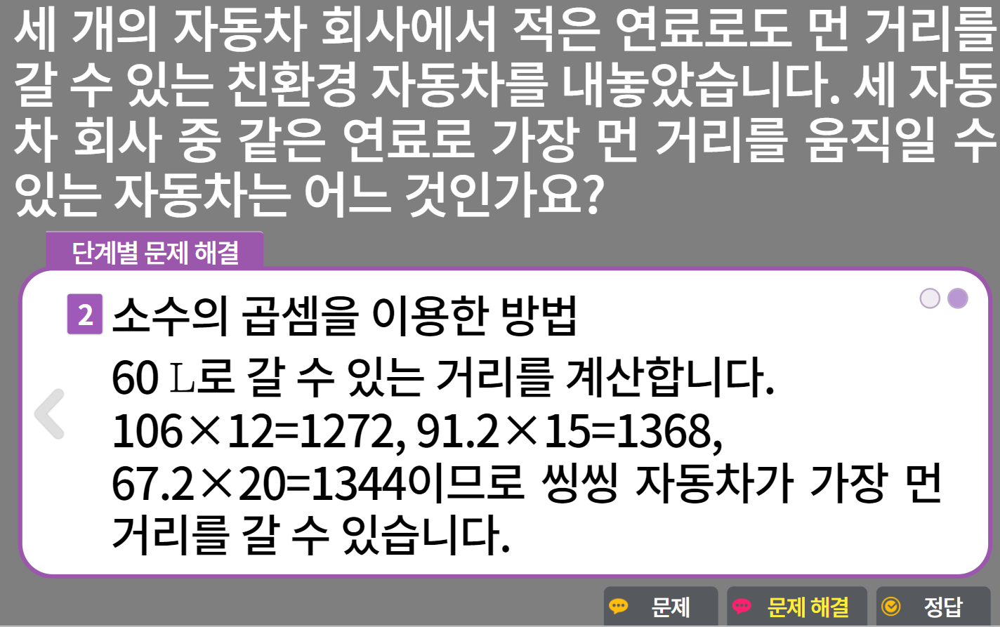 세 개의 자동차 회사에서 적은 연료로도 먼 거리를
갈 수 있는 친환경 자동차를 내놓았습니다. 세 자동
차 회사 중 같은 연료로 가장 먼 거리를 움직일 수
있는 자동차는 어느 것인가요?
단계별 문제 해결
2 소수의 곱셈을 이용한 방법
60 L로 갈 수 있는 거리를 계산합니다.
106×12=1272, 91.2×15=1368,
67.2×20=1344이므로 씽씽 자동차가 가장 먼
거리를 갈 수 있습니다.
문제 문제 해결 정답